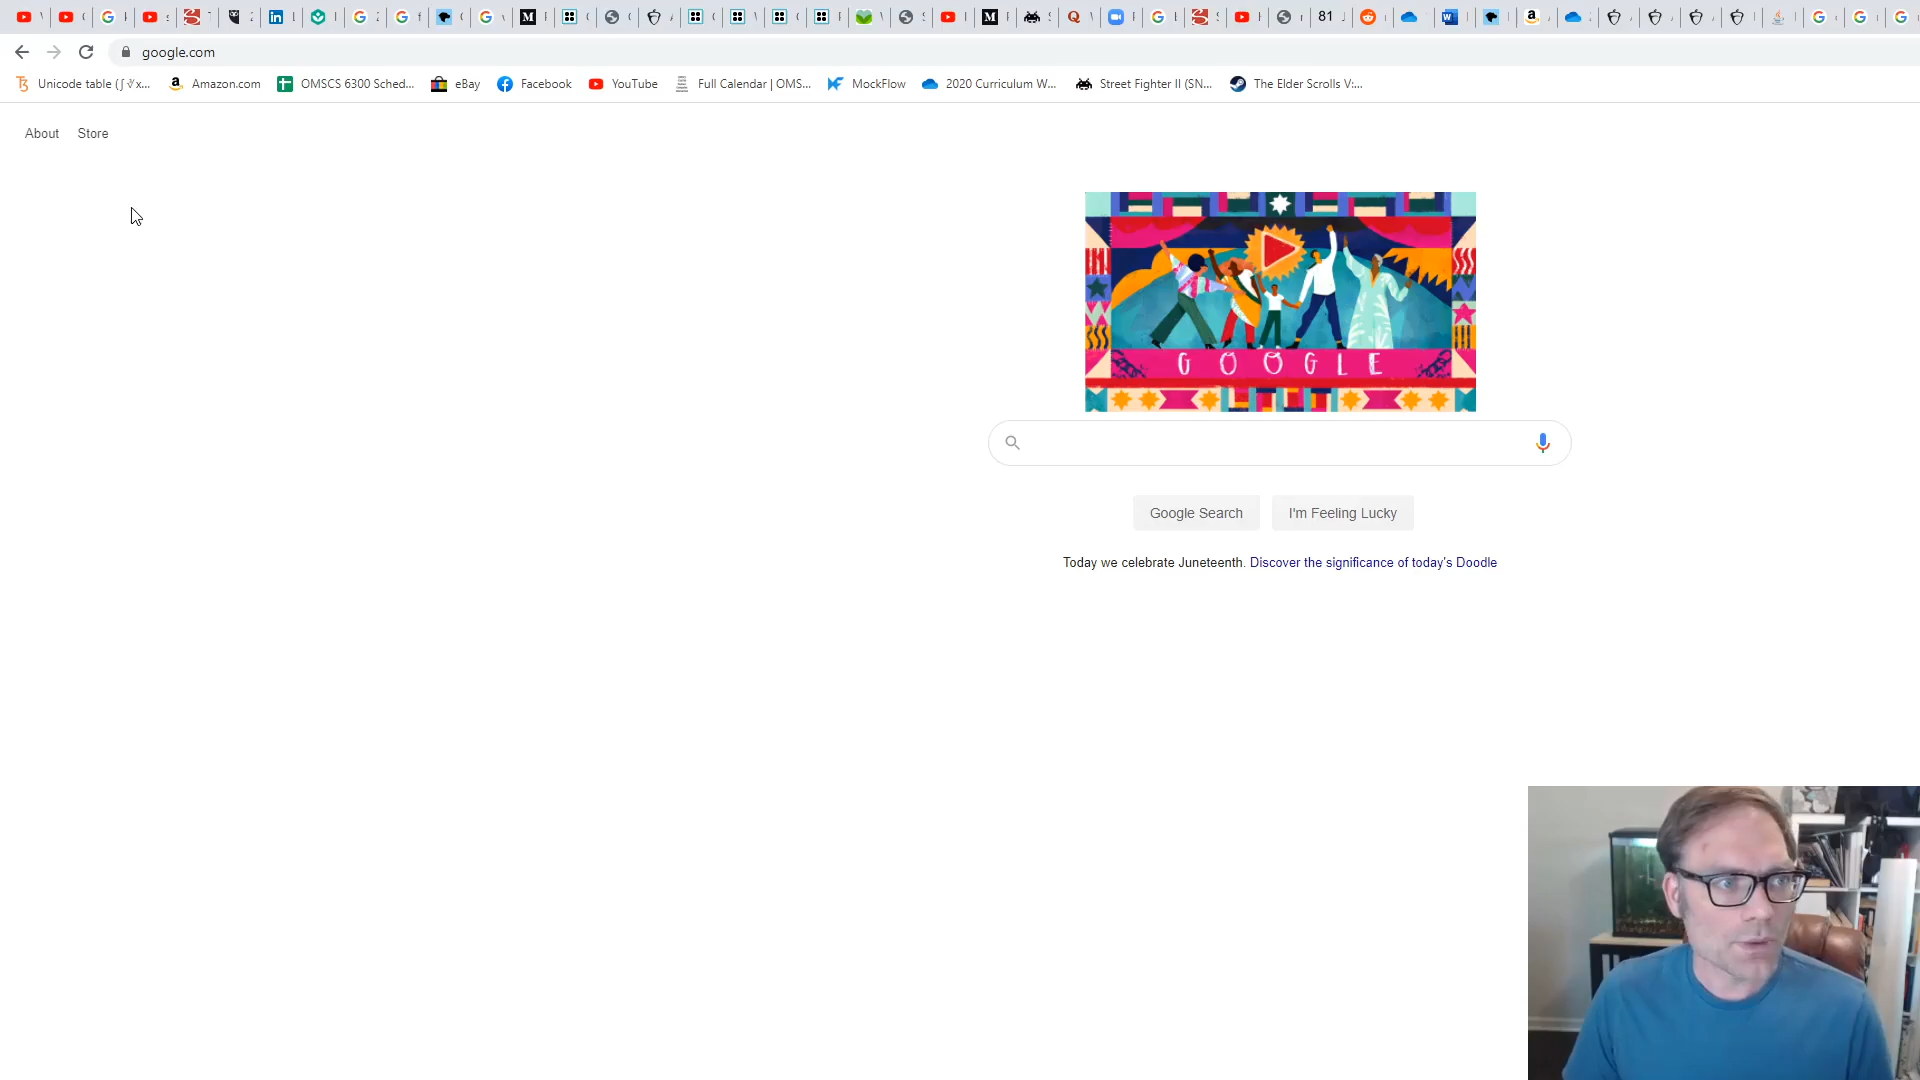 81
google.com
Unicode table (∫∜x...
Amazon.com
OMSCS 6300 Sched...
eBay
Facebook
YouTube
Full Calendar | OMS...
MockFlow
2020 Curriculum W...
Street Fighter II (SN...
The Elder Scrolls V:...
About
Store
GOOGLE
Google Search
I'm Feeling Lucky
Today we celebrate Juneteenth. Discover the significance of today's Doodle